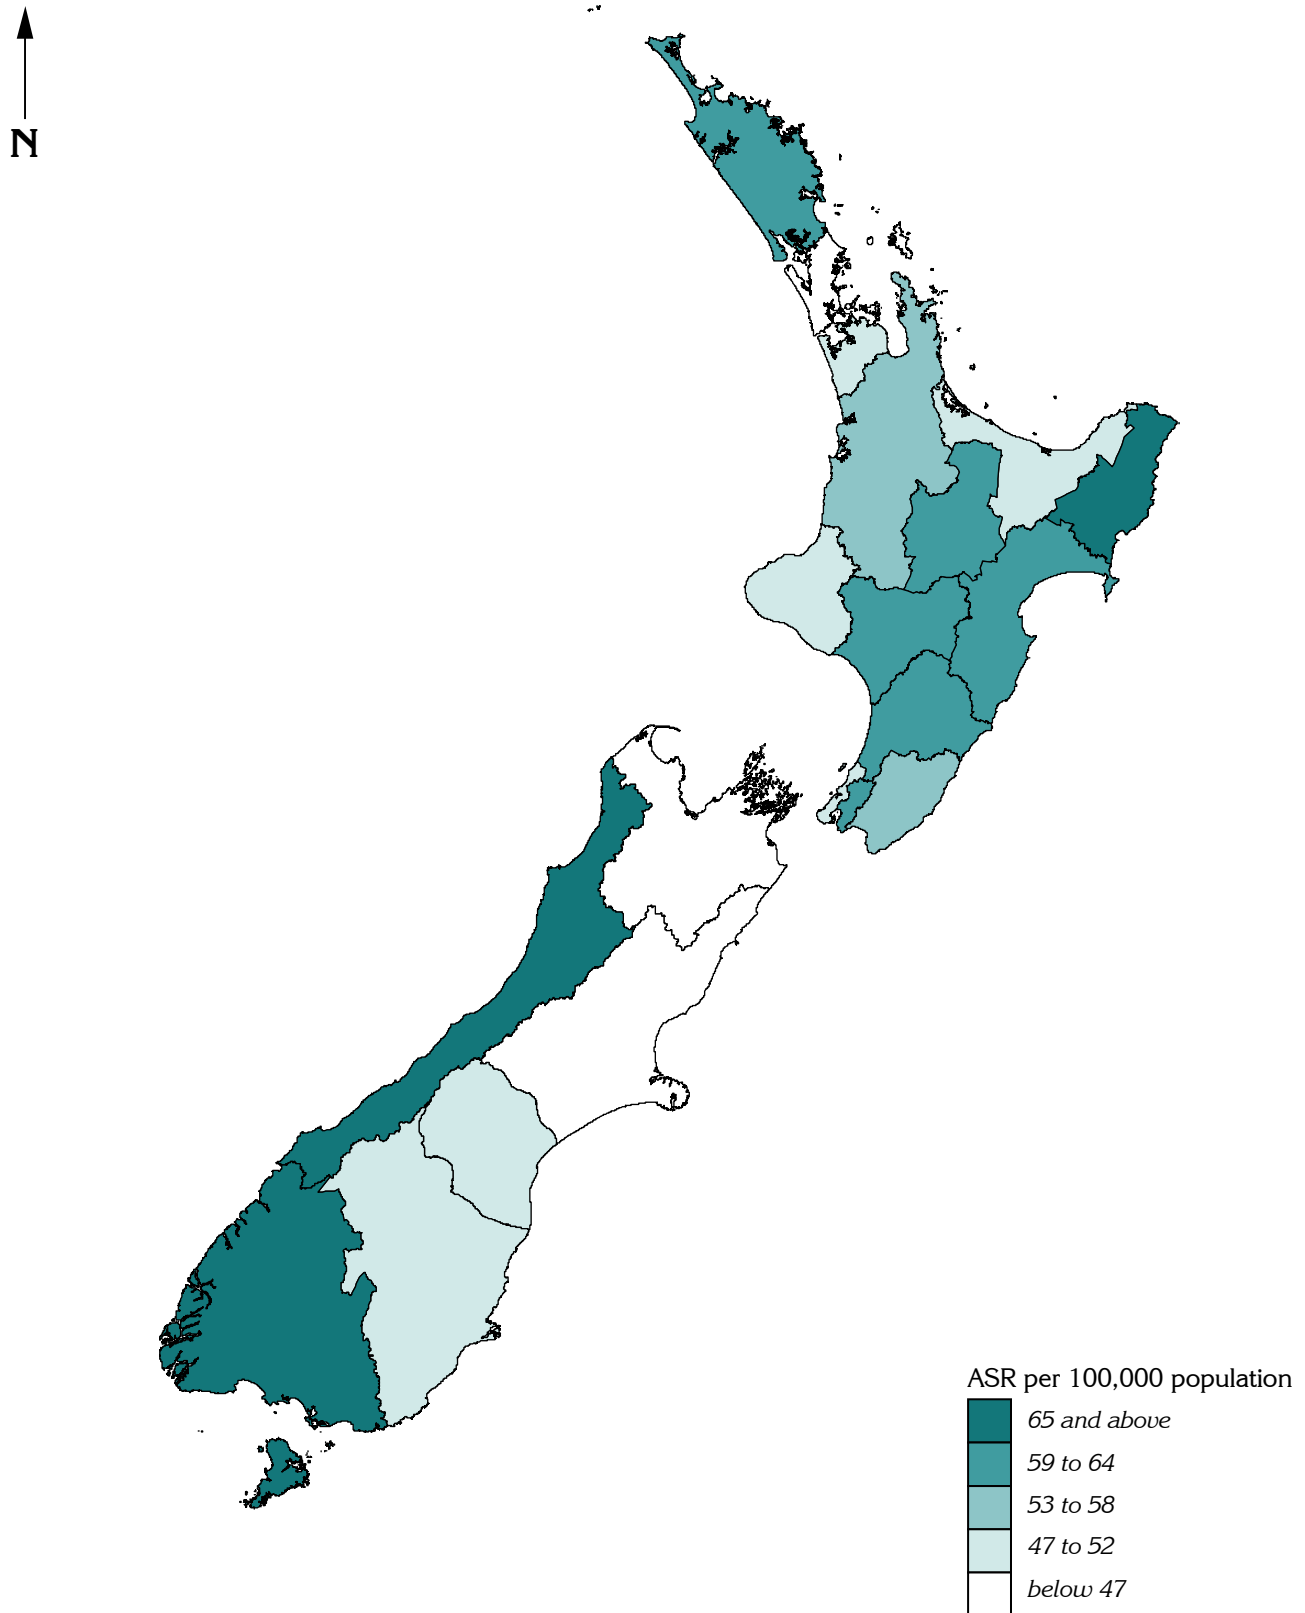 N
ASR per 100,000 population
65 and above
59 to 64
53 to 58
47 to 52
below 47